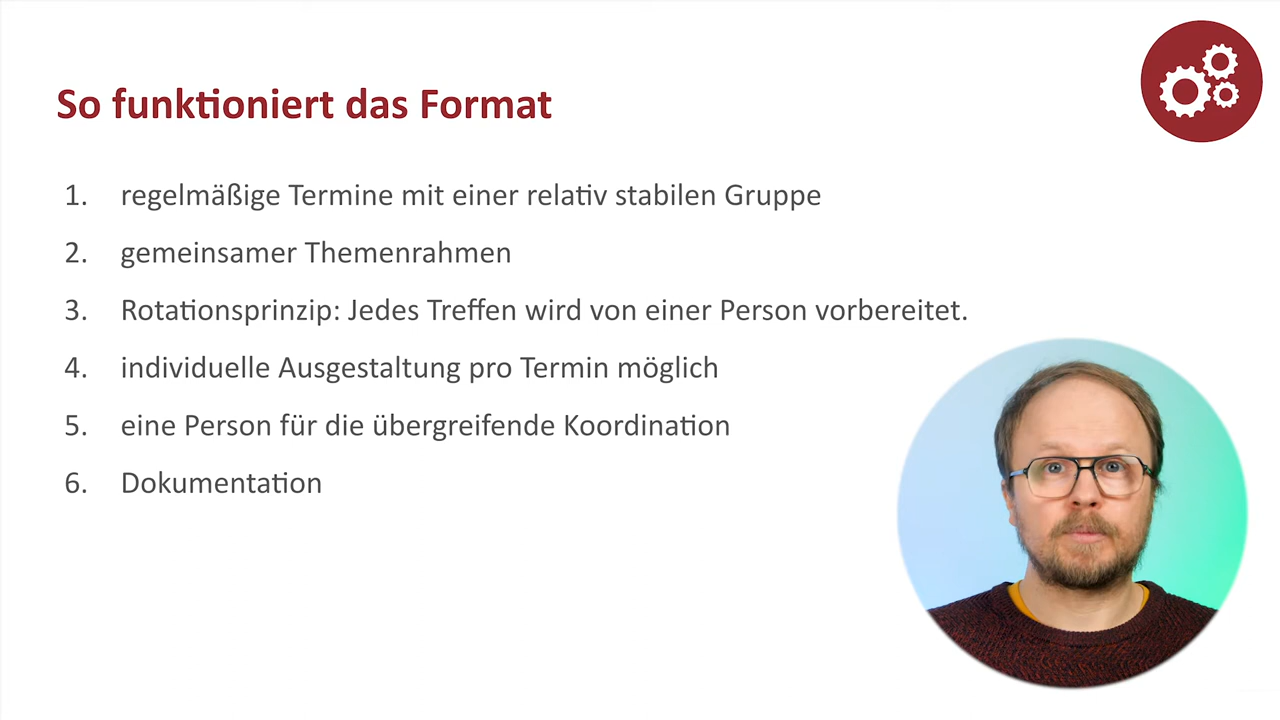 So funktioniert das Format
1. regelmäßige Termine mit einer relativ stabilen Gruppe
2. gemeinsamer Themenrahmen
3. Rotationsprinzip: Jedes Treffen wird von einer Person vorbereitet.
4. individuelle Ausgestaltung pro Termin möglich
5. eine Person für die übergreifende Koordination
6. Dokumentation